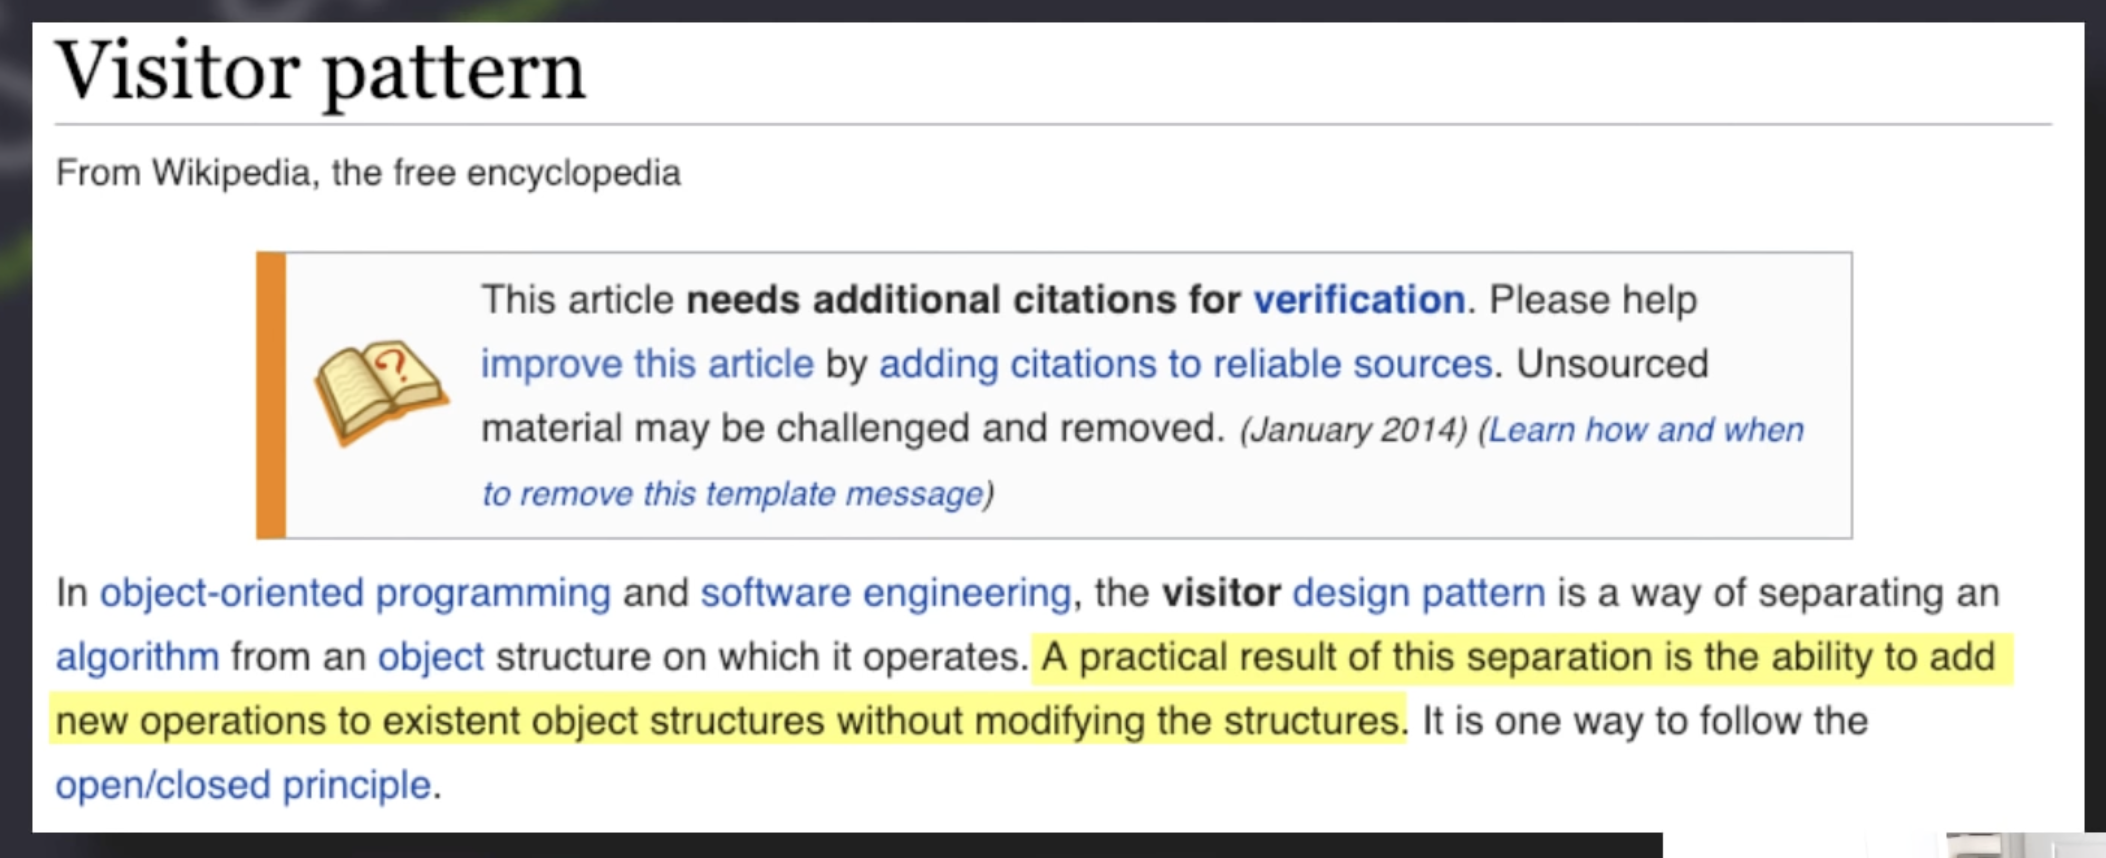 Visitor pattern
From Wikipedia, the free encyclopedia
This article needs additional citations for verification. Please help
improve this article by adding citations to reliable sources. Unsourced
material may be challenged and removed. (January 2014) (Learn how and when
to remove this template message)
In object-oriented programming and software engineering, the visitor design pattern is a way of separating an
algorithm from an object structure on which it operates. A practical result of this separation is the ability to add
new operations to existent object structures without modifying the structures. It is one way to follow the
open/closed principle.